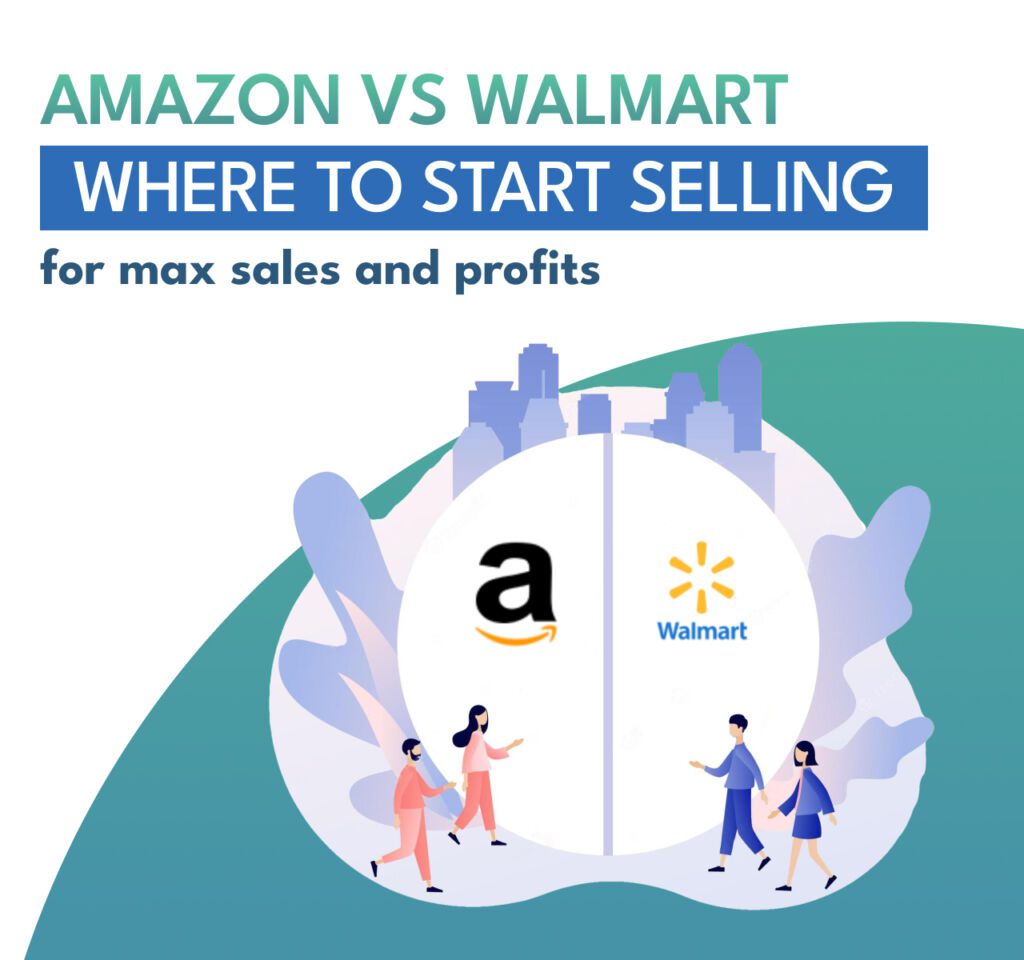 AMAZON VS WALMART
WHERE TO START SELLING
for max sales and profits
a
Walmart